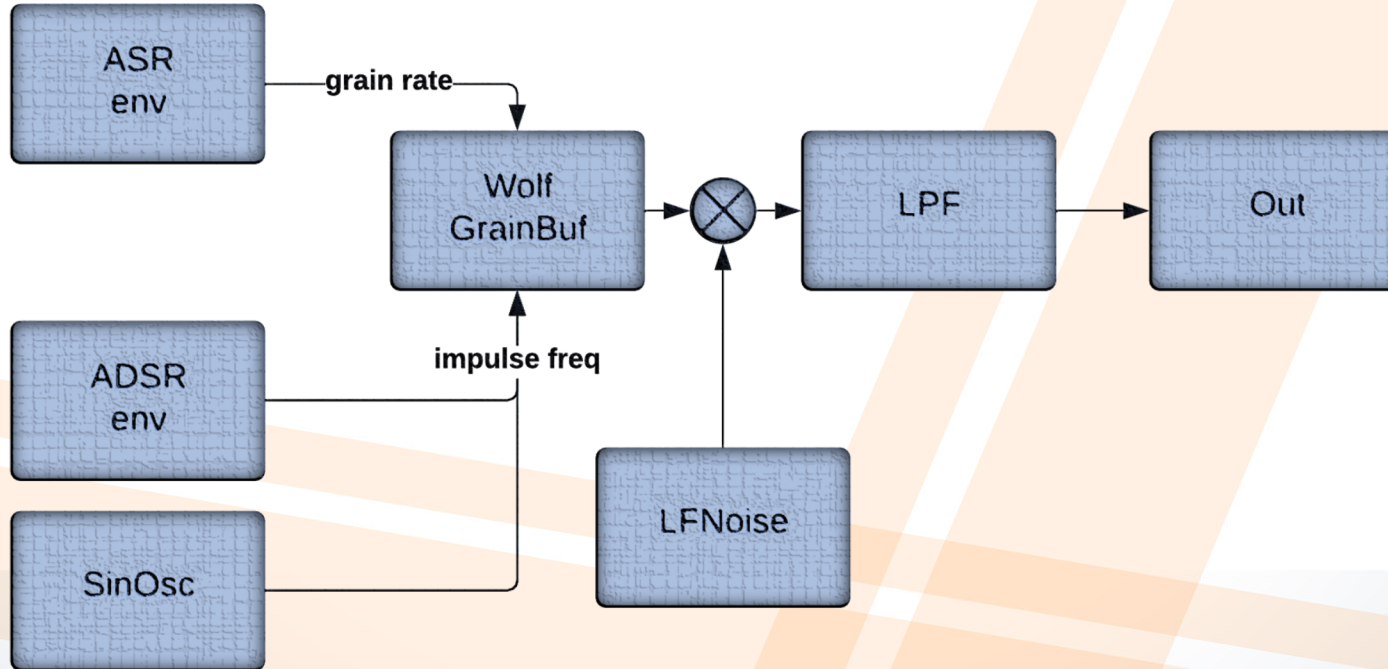 ASR
env
grain rate
Wolf
GrainBuf
LPF
Out
impulse freq
ADSR
env
LFNoise
SinOsc